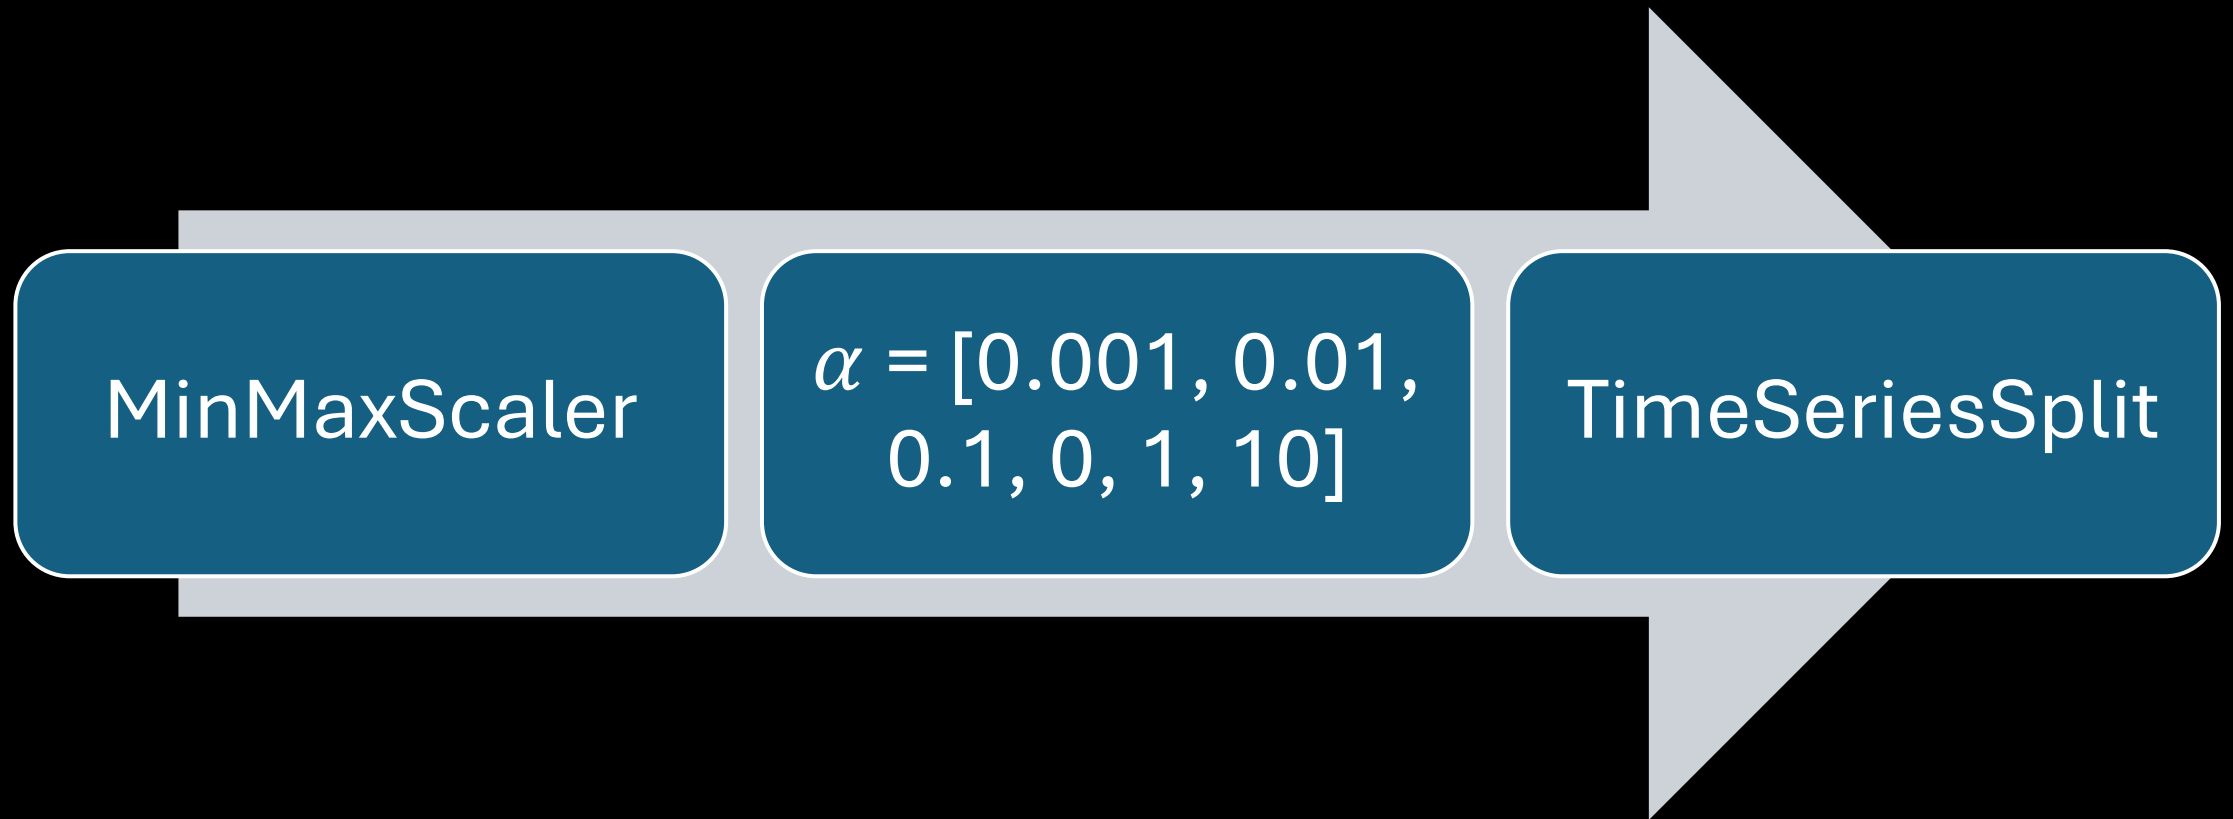 MinMaxScaler
𝛼 = [0.001, 0.01,
0.1, 0, 1, 10]
TimeSeriesSplit